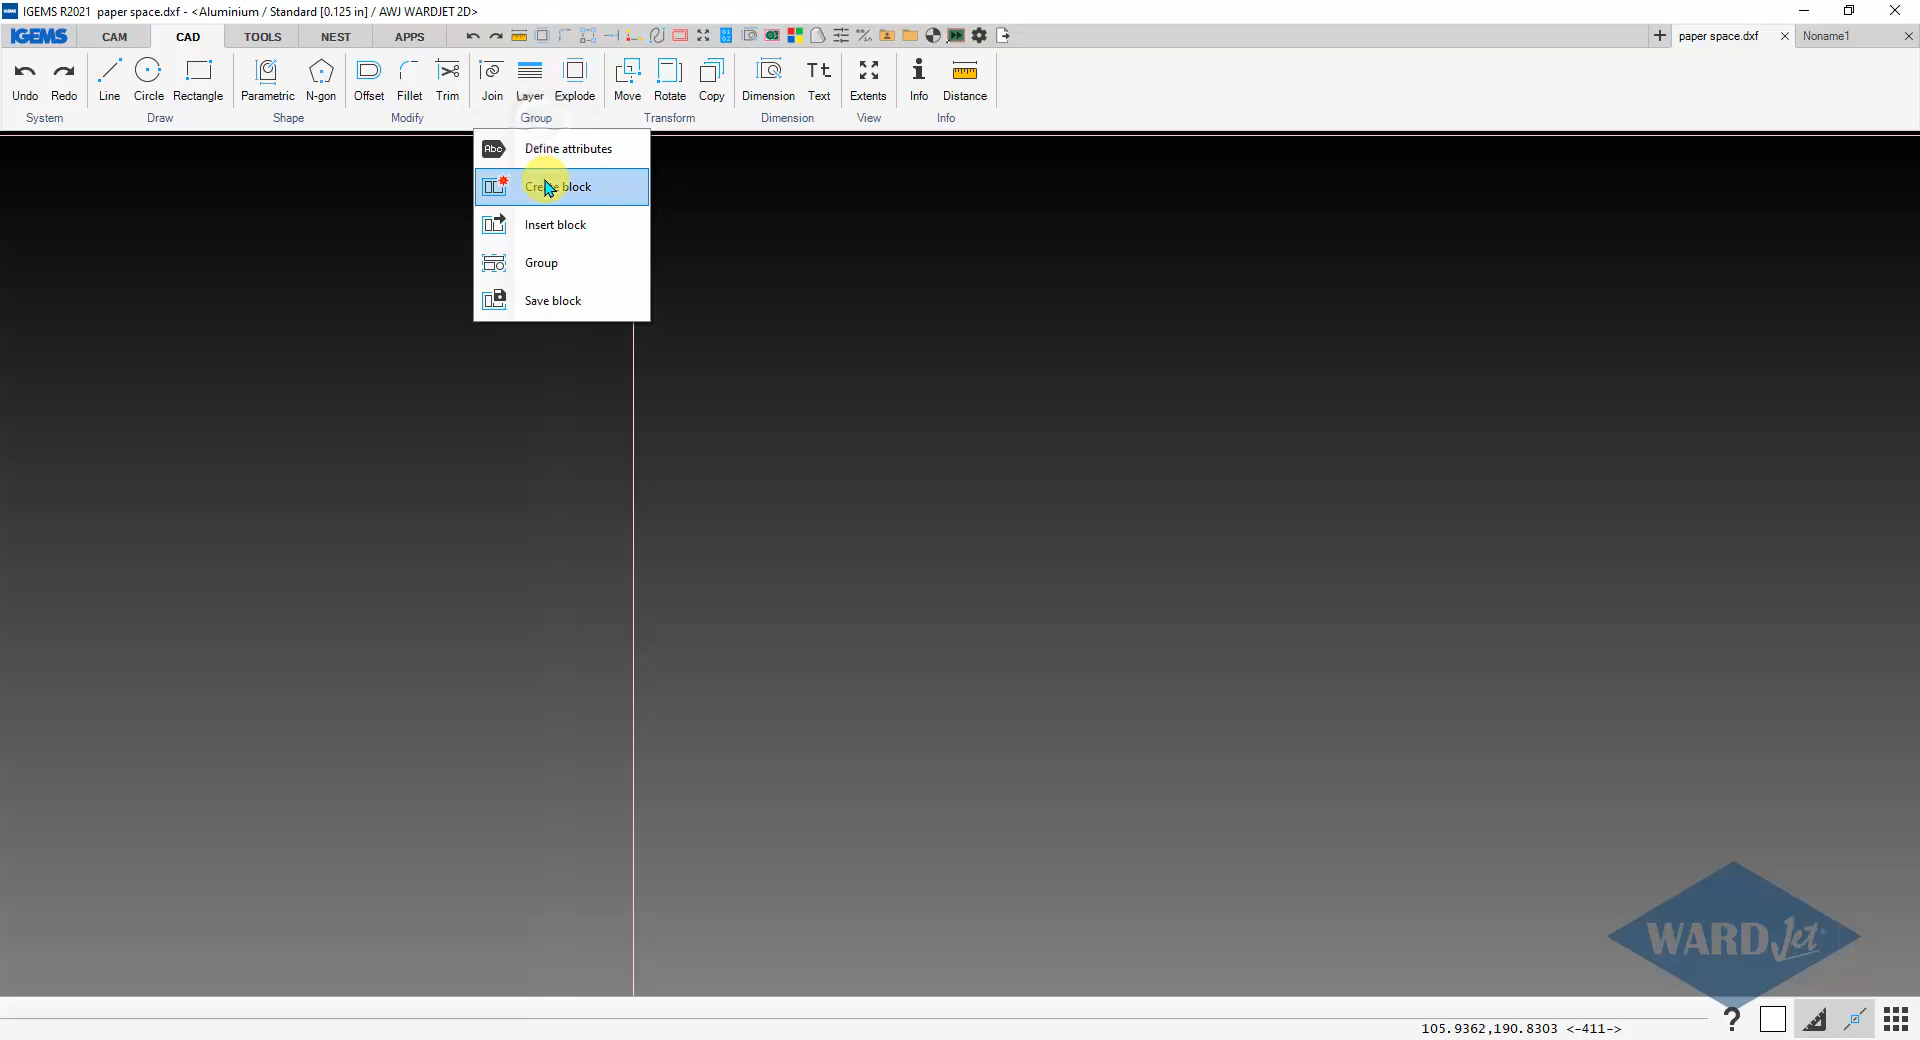 IGEMS R2021 paper space.dxf - <Aluminium / Standard [0.125 in] / AWJ WARDJET 2D>
IGEMS CAM CAD TOOLS NEST APPS paper space.dxf Noname1
Undo Redo Line Circle Rectangle Parametric N-gon Offset Fillet Trim Join Layer Explode Move Rotate Copy Dimension Text Extents Info Distance
System Draw Shape Modify Group Transform Dimension View Info
Abc Define attributes
Create block
Insert block
Group
Save block
WARDJet
105.9362,190.8303 <-411->